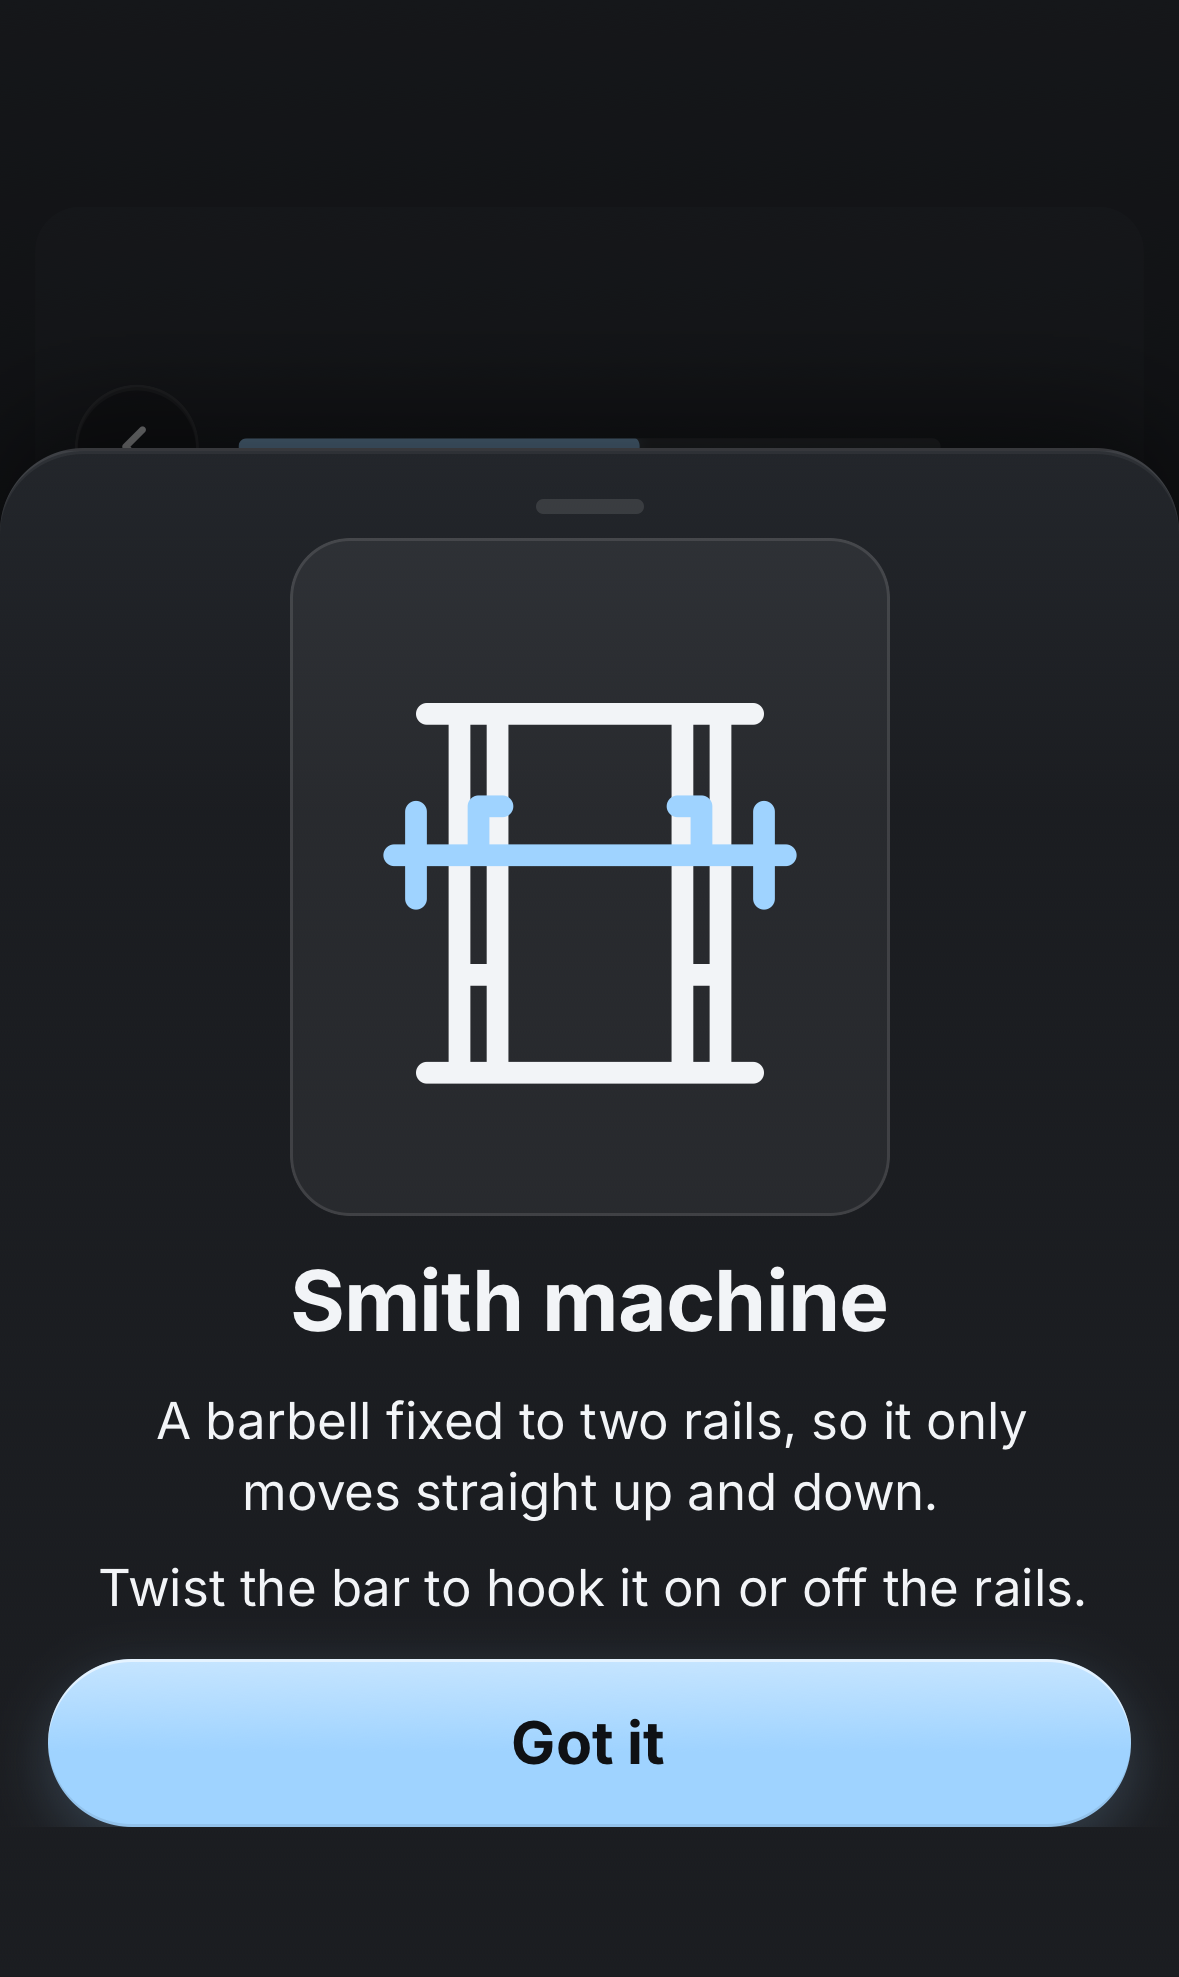 Smith machine
A barbell fixed to two rails, so it only
moves straight up and down.
Twist the bar to hook it on or off the rails.
Got it